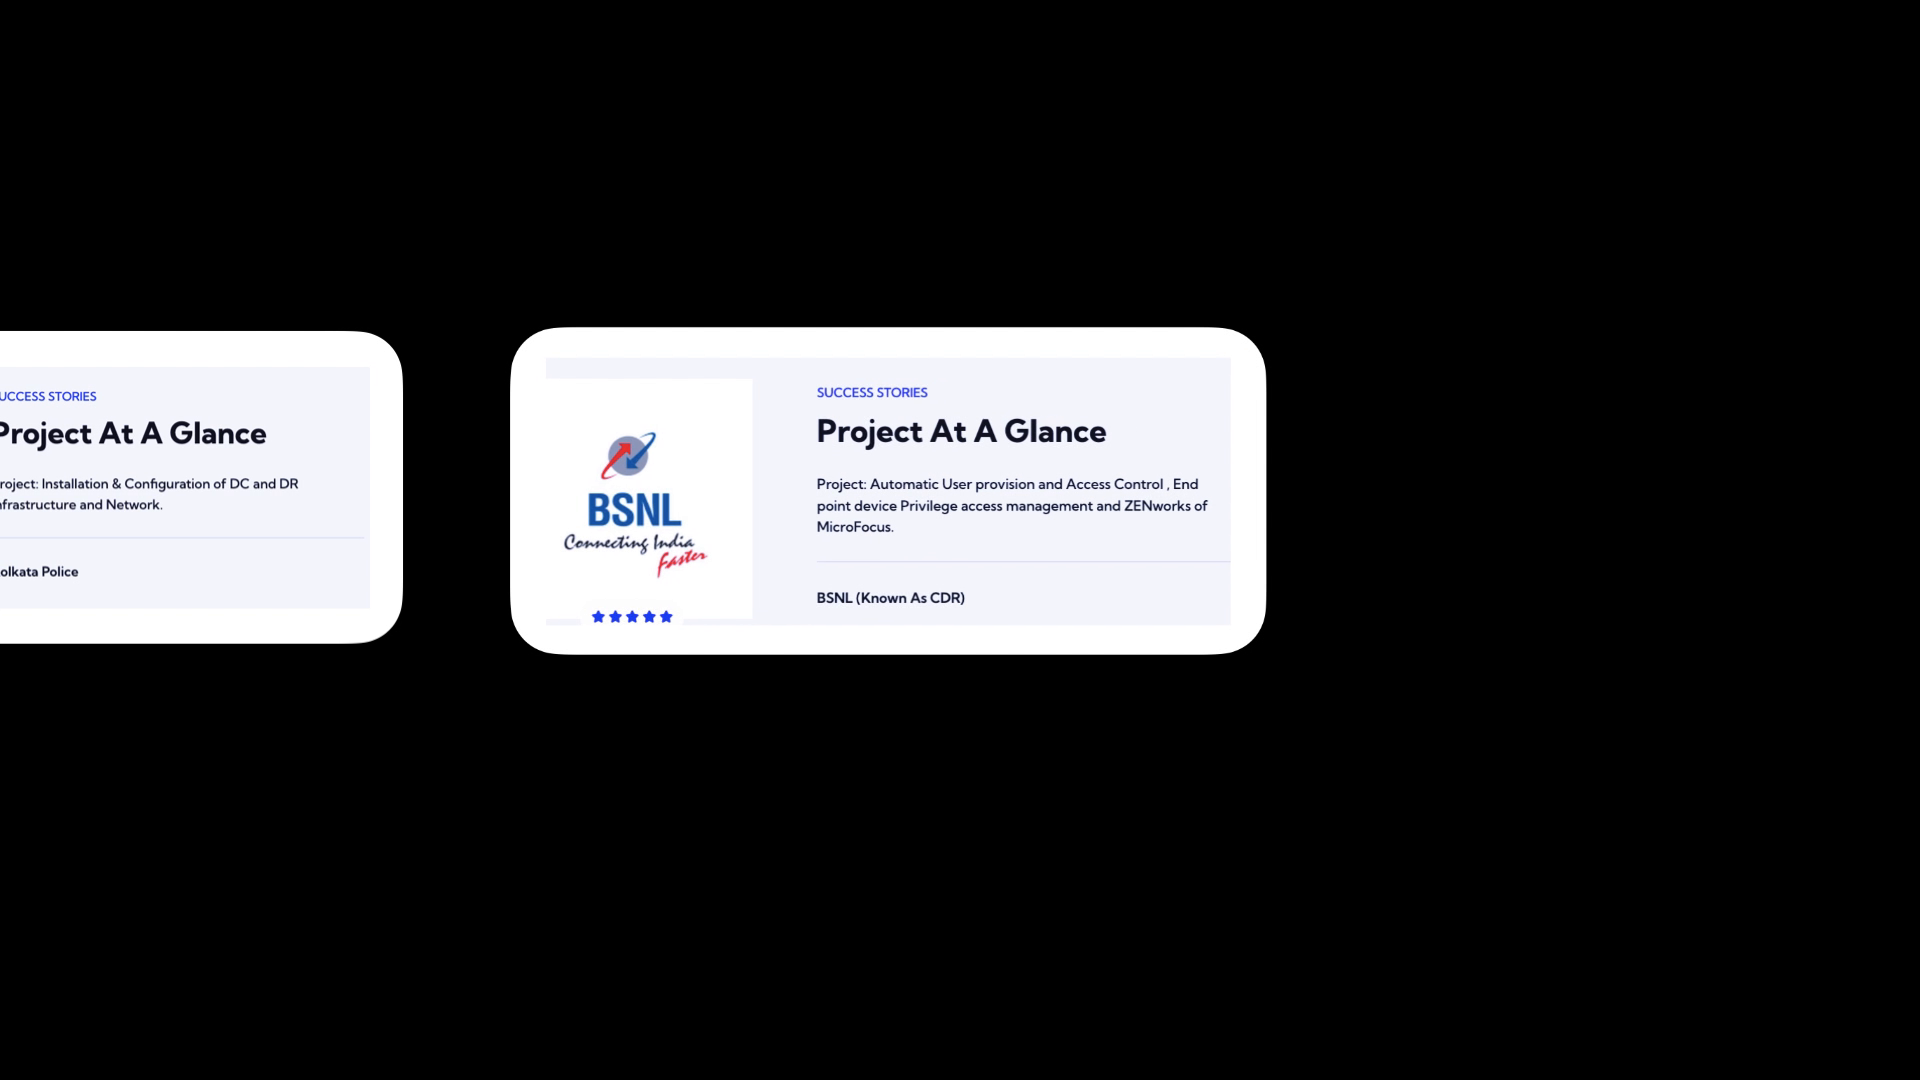 UCCESS STORIES
Project At A Glance
roject: Installation & Configuration of DC and DR
nfrastructure and Network.
olkata Police
BSNL
Connecting India
Faster
SUCCESS STORIES
Project At A Glance
Project: Automatic User provision and Access Control , End
point device Privilege access management and ZENworks of
MicroFocus.
BSNL (Known As CDR)